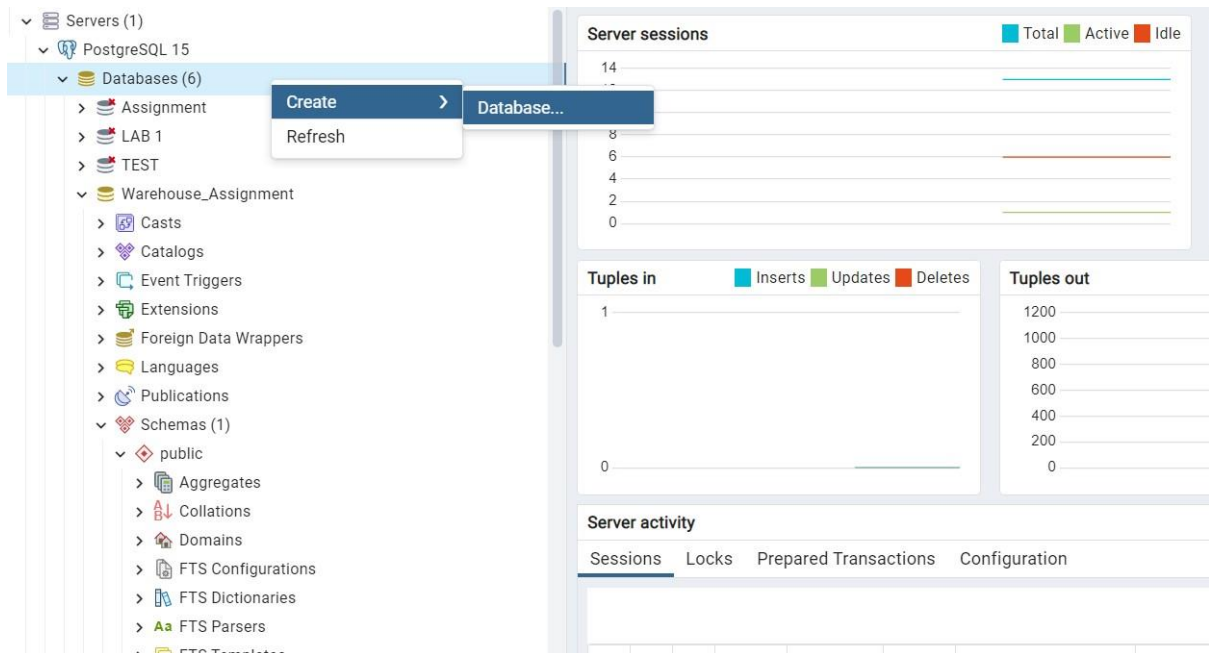 Servers (1)
PostgreSQL 15
Databases (6)
Assignment
LAB 1
TEST
Warehouse_Assignment
Casts
Catalogs
Event Triggers
Extensions
Foreign Data Wrappers
Languages
Publications
Schemas (1)
public
Aggregates
Collations
Domains
FTS Configurations
FTS Dictionaries
Aa FTS Parsers
FTS Templates
Create
Database...
Refresh
Server sessions
Total Active Idle
14
8
6
4
2
0
Tuples in
Inserts Updates Deletes
1
0
Tuples out
1200
1000
800
600
400
200
0
Server activity
Sessions Locks Prepared Transactions Configuration